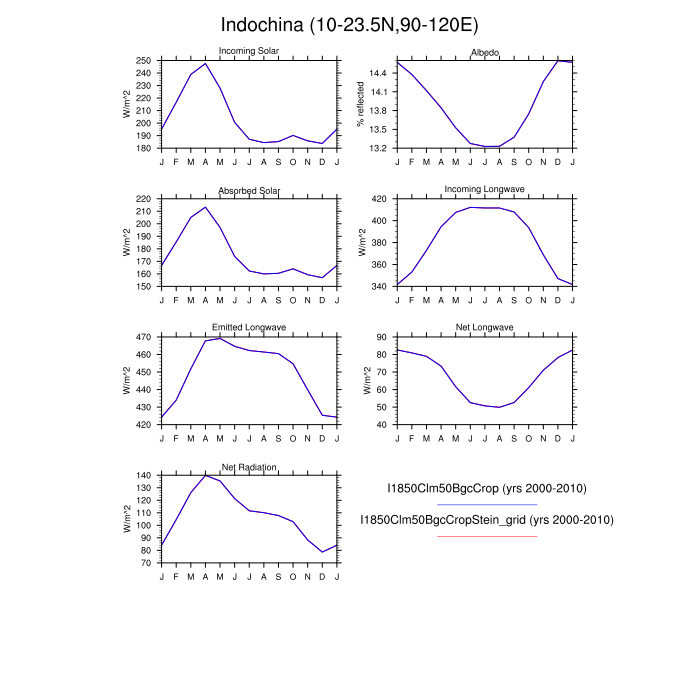 Indochina (10-23.5N,90-120E)
Incoming Solar
W/m^2
250
240
230
220
210
200
190
180
J F M A M J J A S O N D J
Albedo
% reflected
14.4
14.1
13.8
13.5
13.2
J F M A M J J A S O N D J
Absorbed Solar
W/m^2
220
210
200
190
180
170
160
150
J F M A M J J A S O N D J
Incoming Longwave
W/m^2
420
400
380
360
340
J F M A M J J A S O N D J
Emitted Longwave
W/m^2
470
460
450
440
430
420
J F M A M J J A S O N D J
Net Longwave
W/m^2
90
80
70
60
50
40
J F M A M J J A S O N D J
Net Radiation
W/m^2
140
130
120
110
100
90
80
70
J F M A M J J A S O N D J
I1850Clm50BgcCrop (yrs 2000-2010)
I1850Clm50BgcCropStein_grid (yrs 2000-2010)